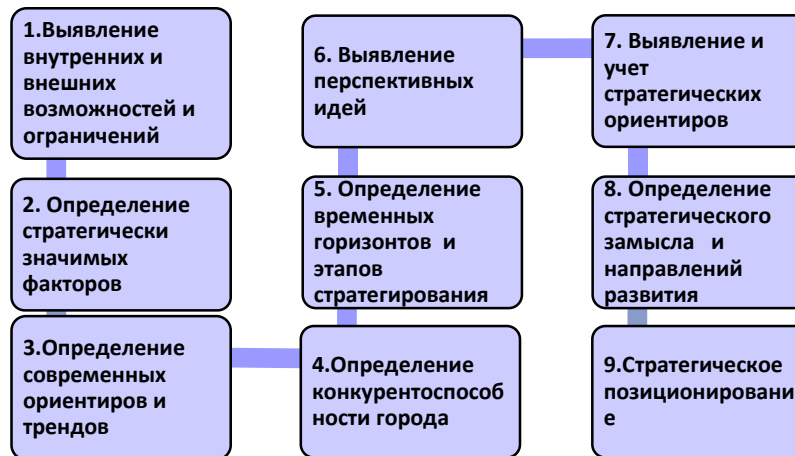 1.Выявление
внутренних и
внешних
возможностей и
ограничений
2. Определение
стратегически
значимых
факторов
3.Определение
современных
ориентиров и
трендов
4.Определение
конкурентоспособ
ности города
5. Определение
временных
горизонтов и
этапов
стратегирования
6. Выявление
перспективных
идей
7. Выявление и
учет
стратегических
ориентиров
8. Определение
стратегического
замысла и
направлений
развития
9.Стратегическое
позиционировани
е